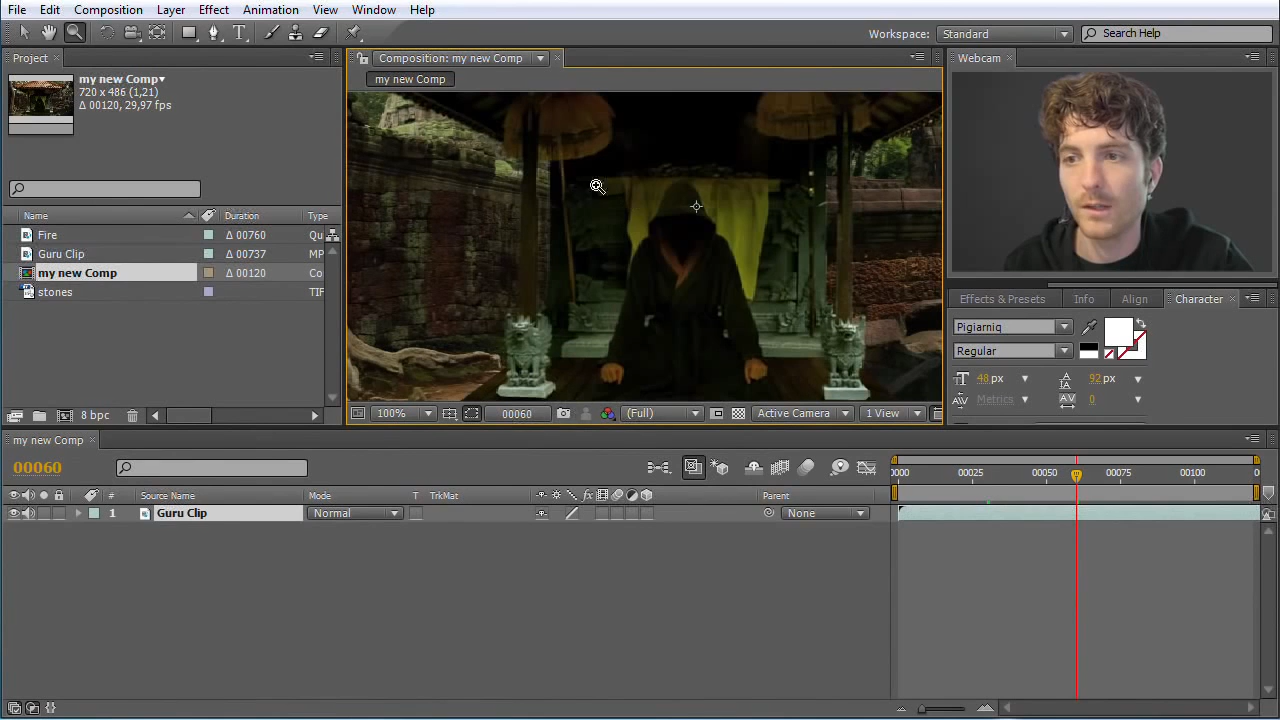 File Edit Composition Layer Effect Animation View Window Help
Workspace: Standard Search Help
Project Composition: my new Comp Webcam
my new Comp
my new Comp▾
720 x 486 (1,21)
Δ 00120, 29,97 fps
Name Duration Type
Fire Δ 00760 Qu
Guru Clip Δ 00737 MP
my new Comp Δ 00120 Co
stones TIF
8 bpc
100% 00060 (Full) Active Camera 1 View
Effects & Presets Info Align Character
Pigiarniq
Regular
48 px 92 px
Metrics 0
my new Comp
00060
0000 00025 00050 00075 00100 0
# Source Name Mode T TrkMat fx Parent
1 Guru Clip Normal None